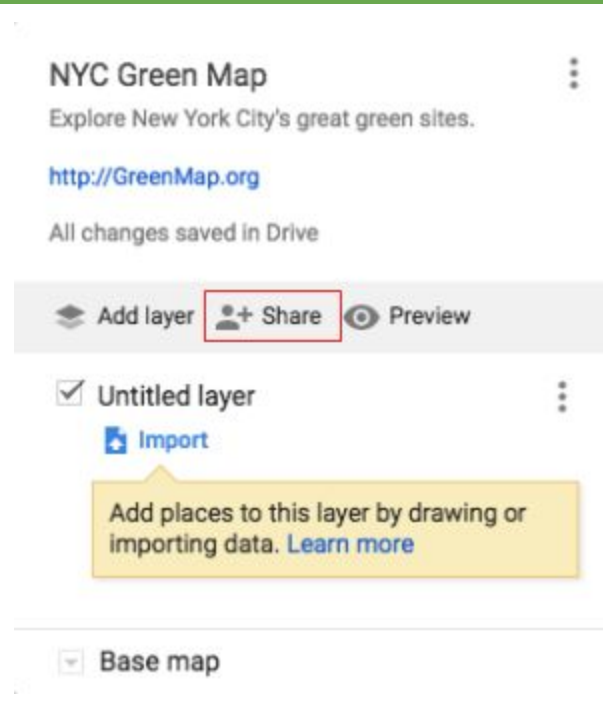 NYC Green Map
Explore New York City's great green sites.
http://GreenMap.org
All changes saved in Drive
Add layer Share Preview
Untitled layer
Import
Add places to this layer by drawing or
importing data. Learn more
Base map